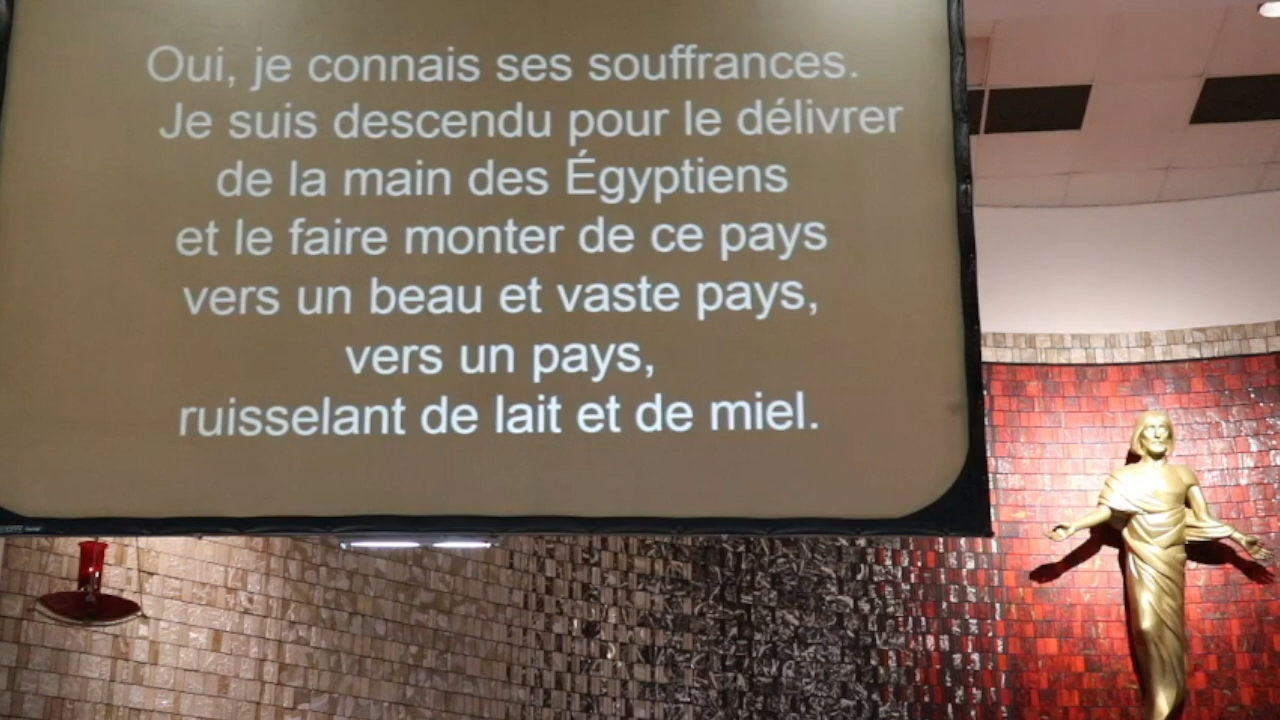 Oui, je connais ses souffrances.
Je suis descendu pour le délivrer
de la main des Égyptiens
et le faire monter de ce pays
vers un beau et vaste pays,
vers un pays,
ruisselant de lait et de miel.